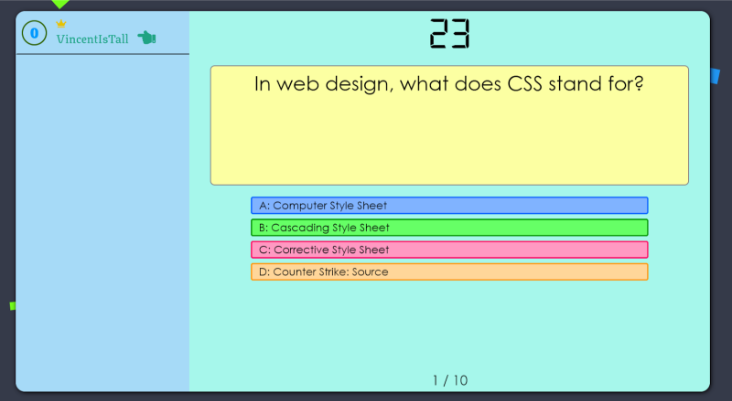 0
VincentIsTall
23
In web design, what does CSS stand for?
A: Computer Style Sheet
B: Cascading Style Sheet
C: Corrective Style Sheet
D: Counter Strike: Source
1 / 10